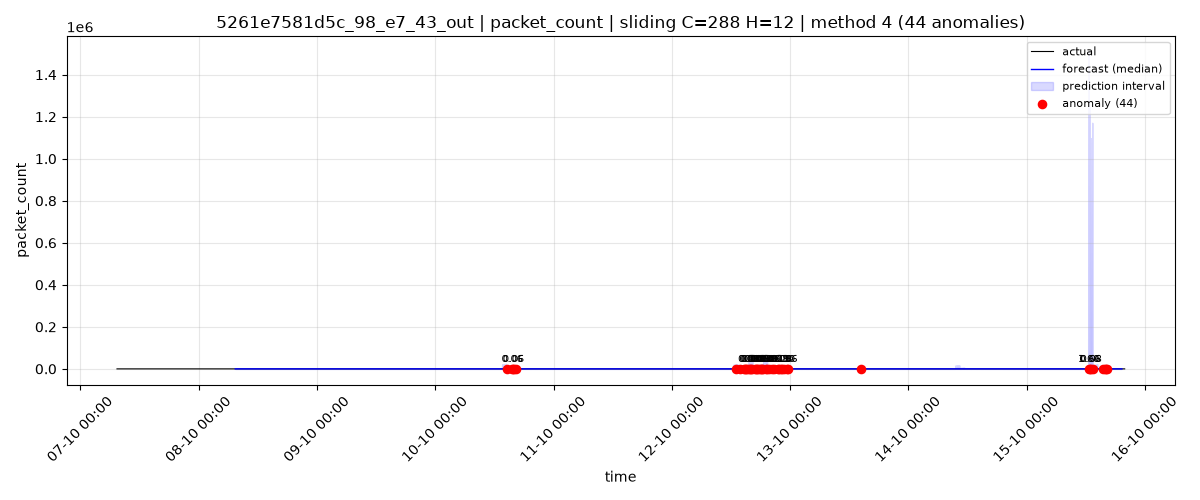 5261e7581d5c_98_e7_43_out | packet_count | sliding C=288 H=12 | method 4 (44 anomalies)
1e6
actual
forecast (median)
prediction interval
anomaly (44)
1.4
1.2
1.0
0.8
0.6
0.4
0.2
0.0
packet_count
0.06
07-10 00:00
08-10 00:00
09-10 00:00
10-10 00:00
11-10 00:00
12-10 00:00
13-10 00:00
14-10 00:00
15-10 00:00
16-10 00:00
time